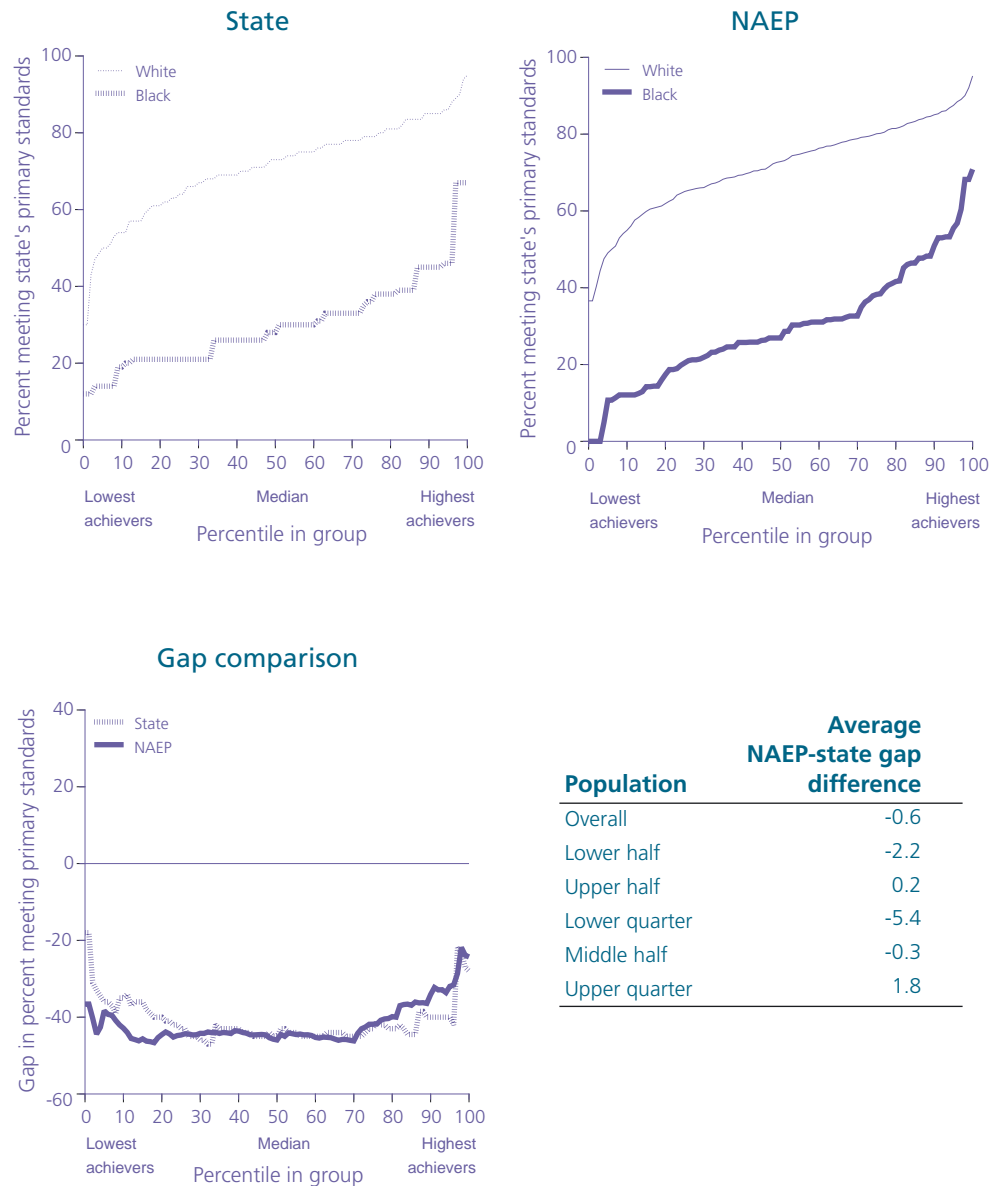 State
Percent meeting state's primary standards
100
80
60
40
20
0
White
Black
0 10 20 30 40 50 60 70 80 90 100
Lowest achievers
Median
Highest achievers
Percentile in group
NAEP
Percent meeting state's primary standards
100
80
60
40
20
0
White
Black
0 10 20 30 40 50 60 70 80 90 100
Lowest achievers
Median
Highest achievers
Percentile in group
Gap comparison
Gap in percent meeting primary standards
40
20
0
-20
-40
-60
State
NAEP
0 10 20 30 40 50 60 70 80 90 100
Lowest achievers
Median
Highest achievers
Percentile in group
Average
NAEP-state gap
Population difference
Overall -0.6
Lower half -2.2
Upper half 0.2
Lower quarter -5.4
Middle half -0.3
Upper quarter 1.8